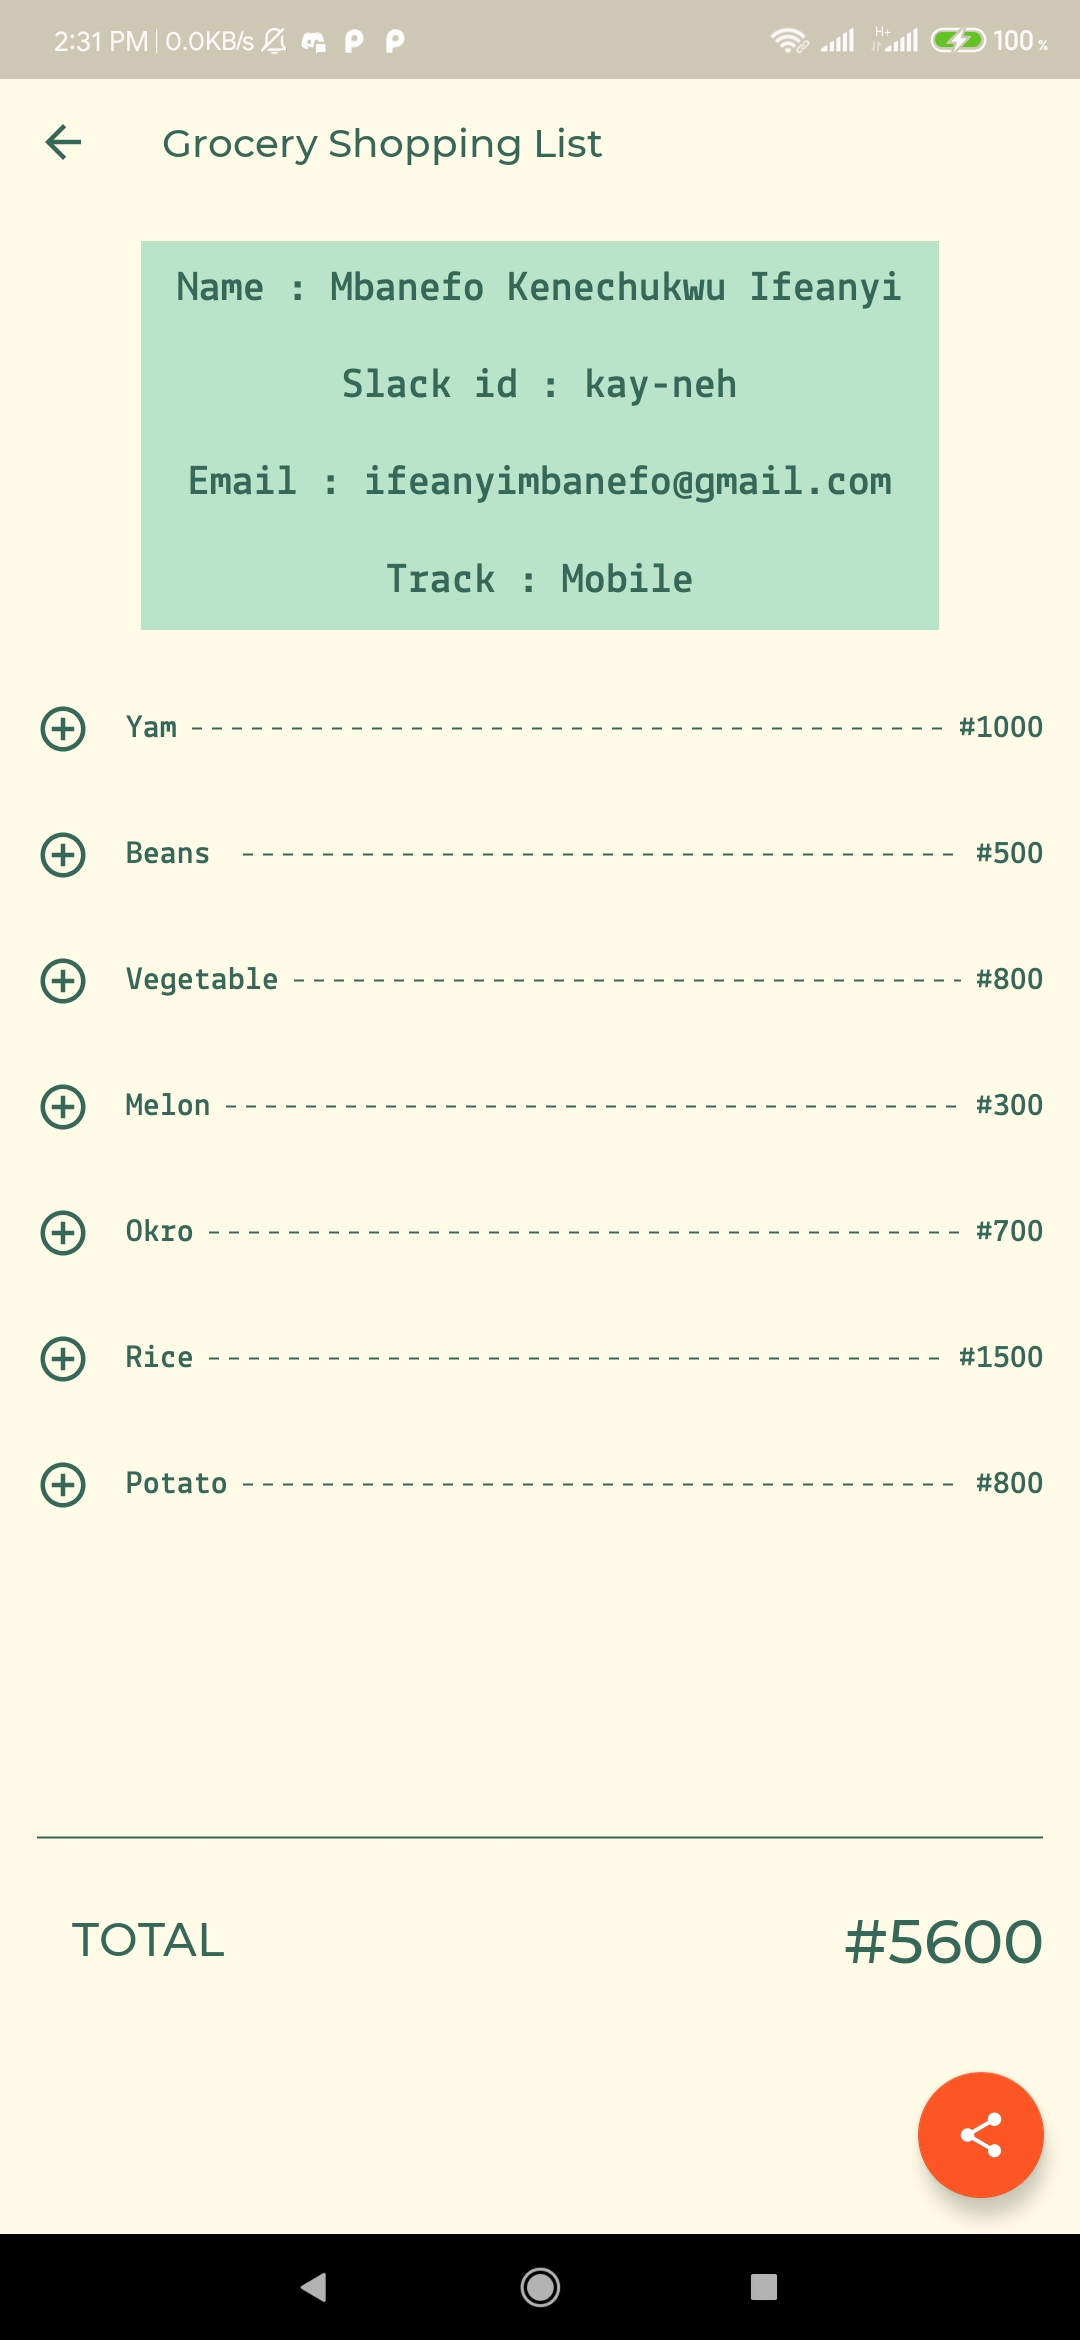 2:31 PM | 0.0KB/s H+ 100 %
Grocery Shopping List
Name : Mbanefo Kenechukwu Ifeanyi
Slack id : kay-neh
Email : ifeanyimbanefo@gmail.com
Track : Mobile
Yam #1000
Beans #500
Vegetable #800
Melon #300
Okro #700
Rice #1500
Potato #800
TOTAL #5600